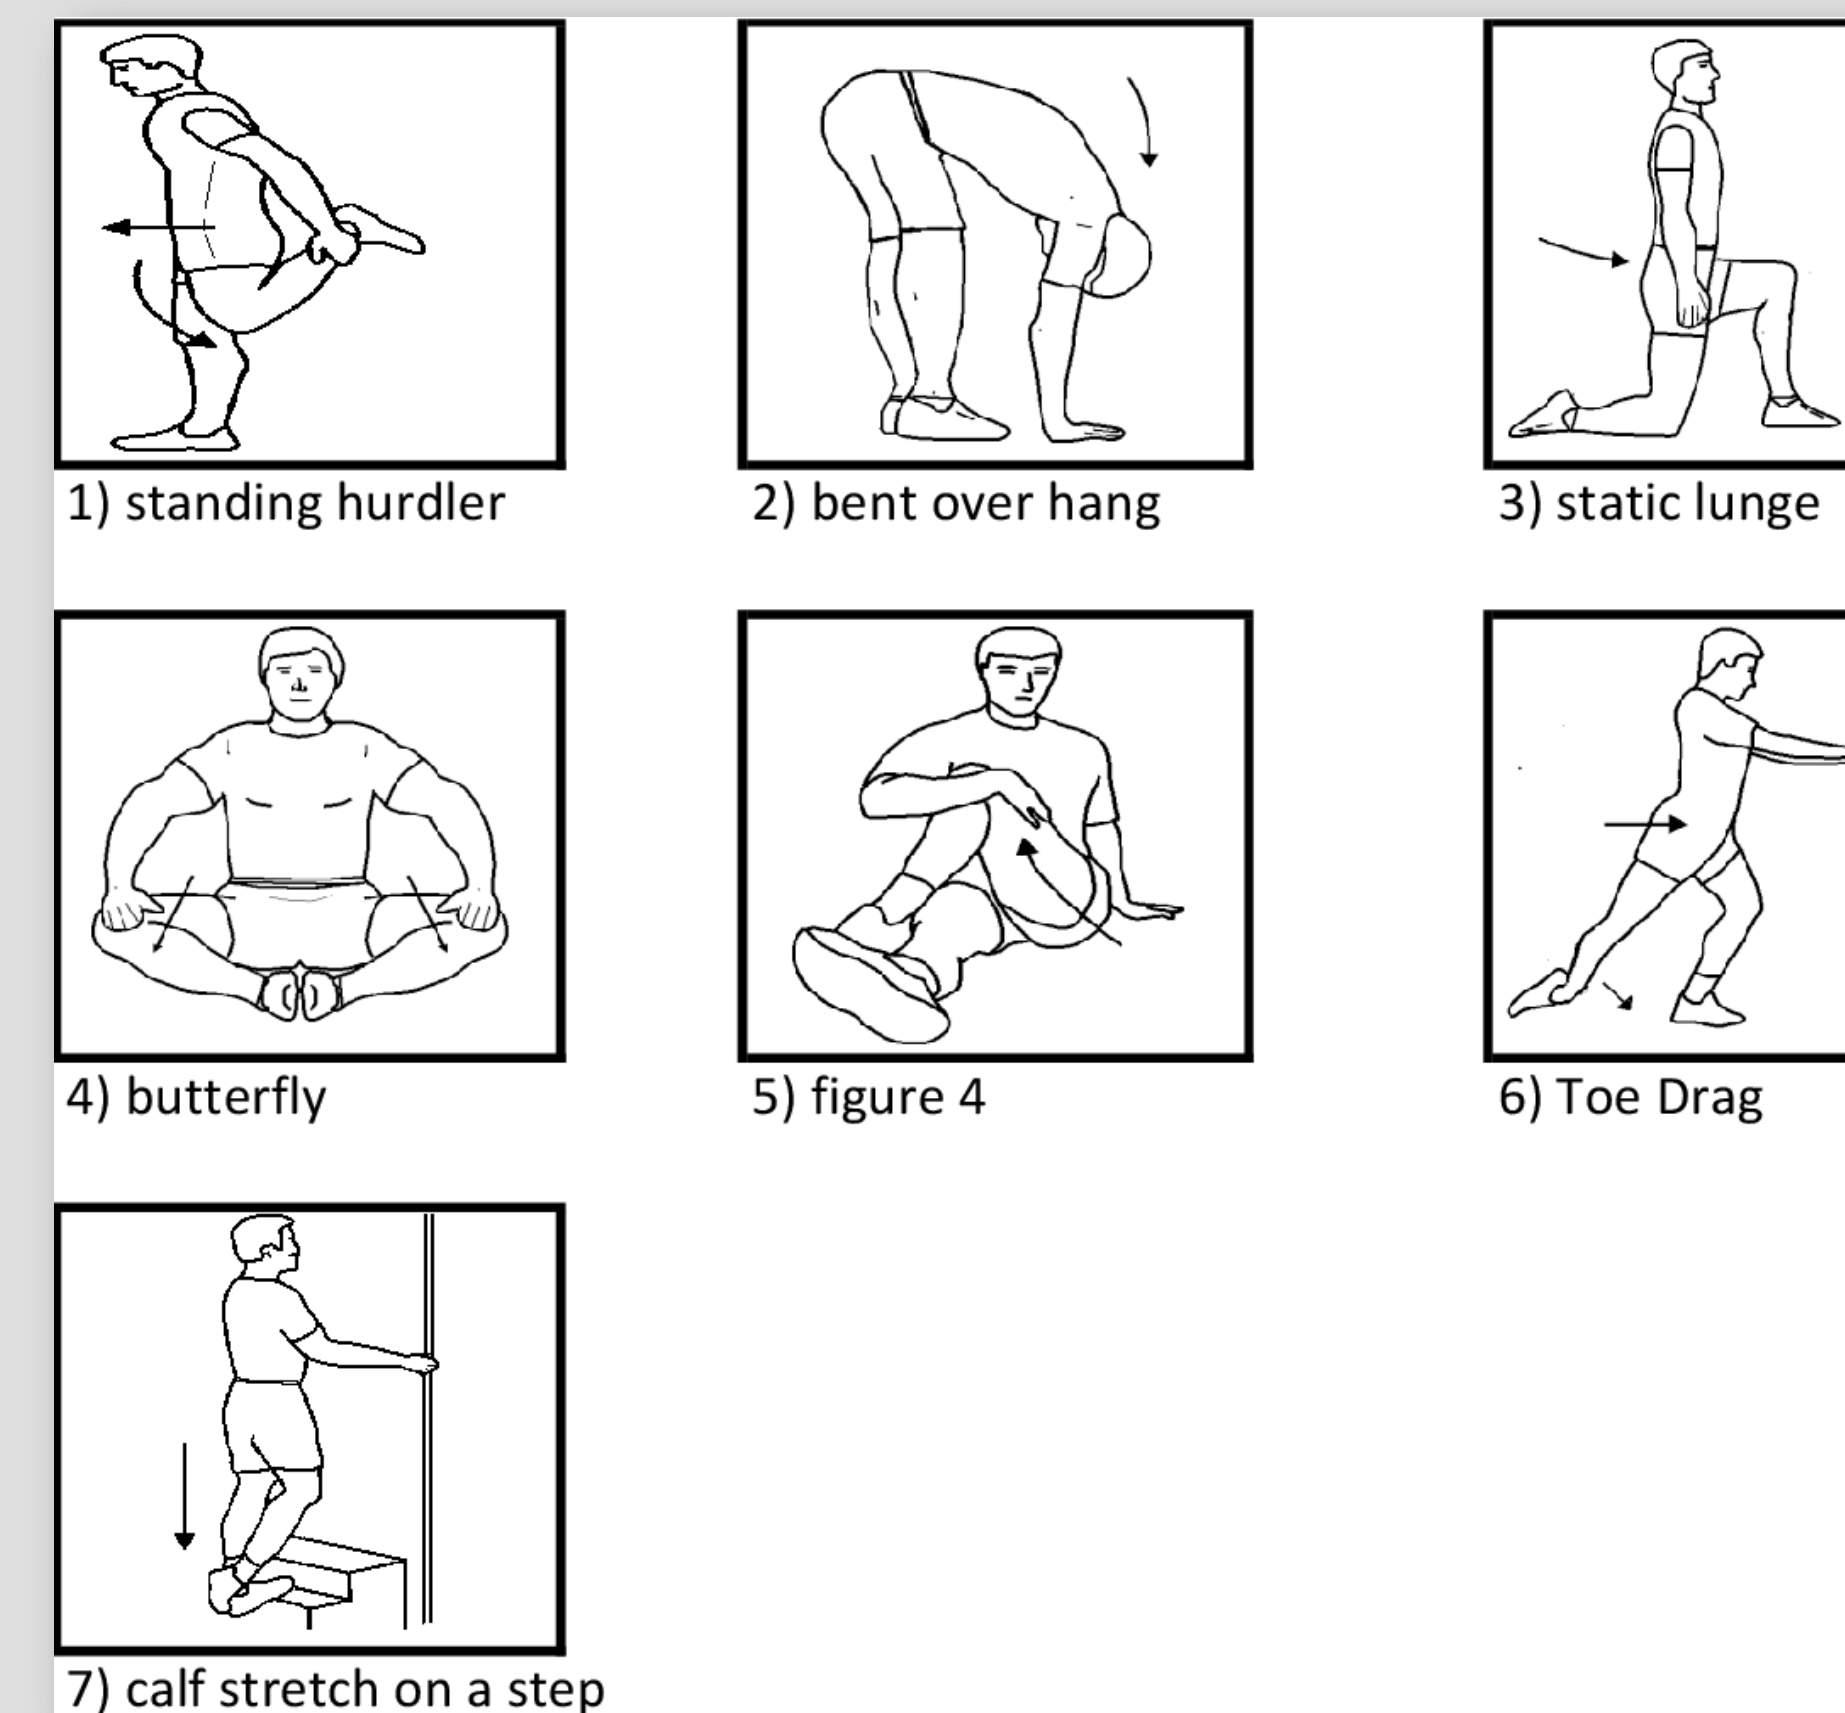 1) standing hurdler
2) bent over hang
3) static lunge
4) butterfly
5) figure 4
6) Toe Drag
7) calf stretch on a step